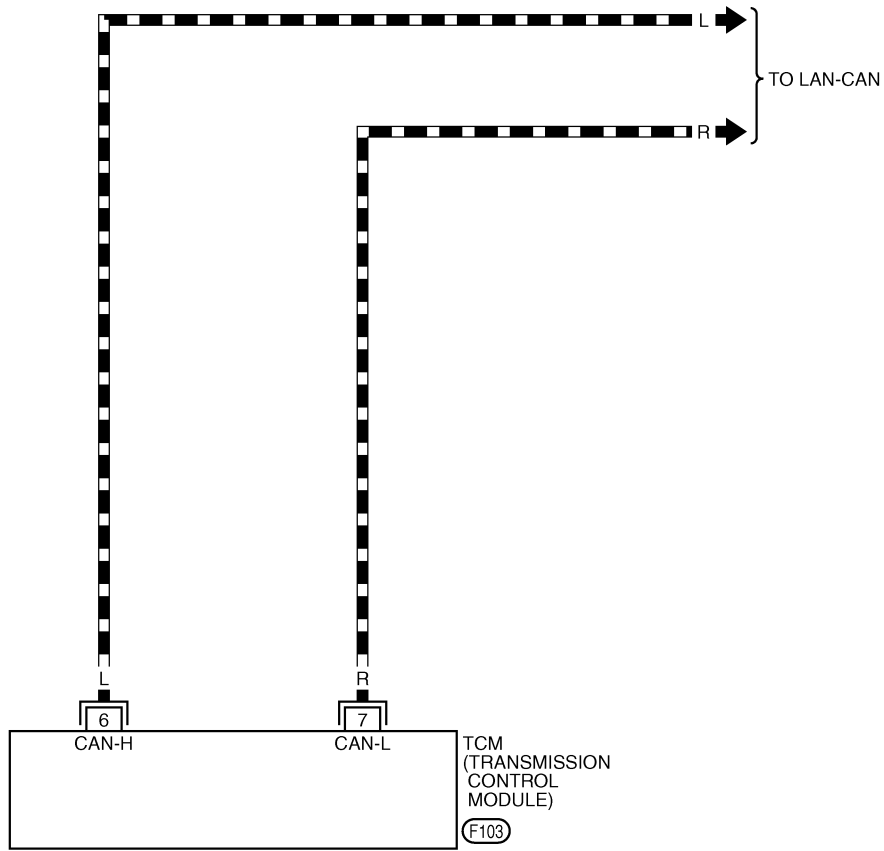 L
TO LAN-CAN
R
L
R
6
7
CAN-H
CAN-L
TCM
(TRANSMISSION
CONTROL
MODULE)
F103